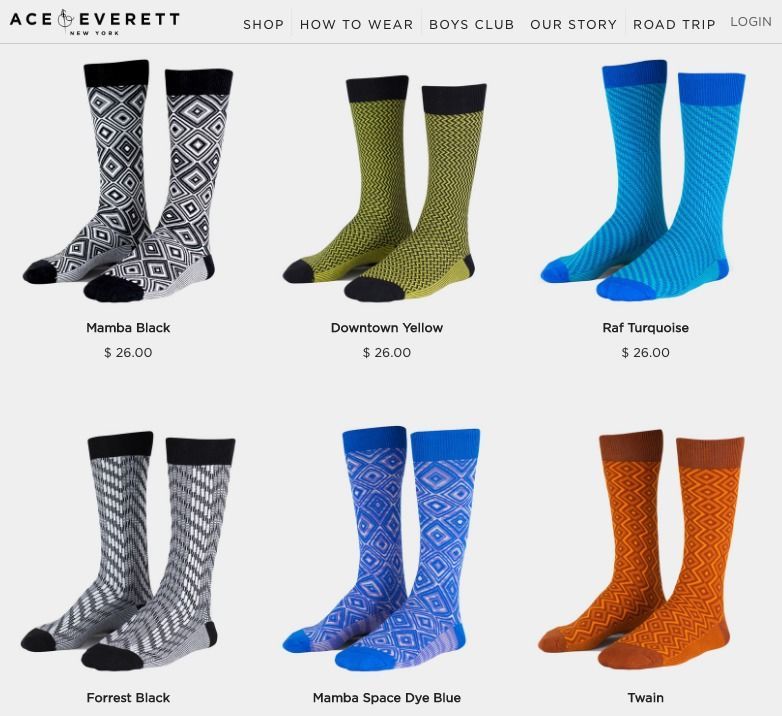 ACE EVERETT
NEW YORK
SHOP
HOW TO WEAR
BOYS CLUB
OUR STORY
ROAD TRIP
LOGIN
Mamba Black
Downtown Yellow
Raf Turquoise
$ 26.00
$ 26.00
$ 26.00
Forrest Black
Mamba Space Dye Blue
Twain